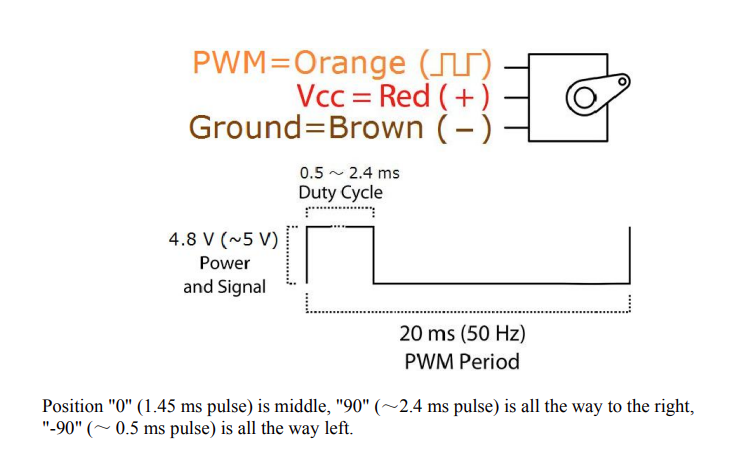 PWM=Orange (⎍⎍)
Vcc = Red ( + )
Ground=Brown ( − )
0.5 ～ 2.4 ms
Duty Cycle
4.8 V (~5 V)
Power
and Signal
20 ms (50 Hz)
PWM Period
Position "0" (1.45 ms pulse) is middle, "90" (～2.4 ms pulse) is all the way to the right,
"-90" (～ 0.5 ms pulse) is all the way left.